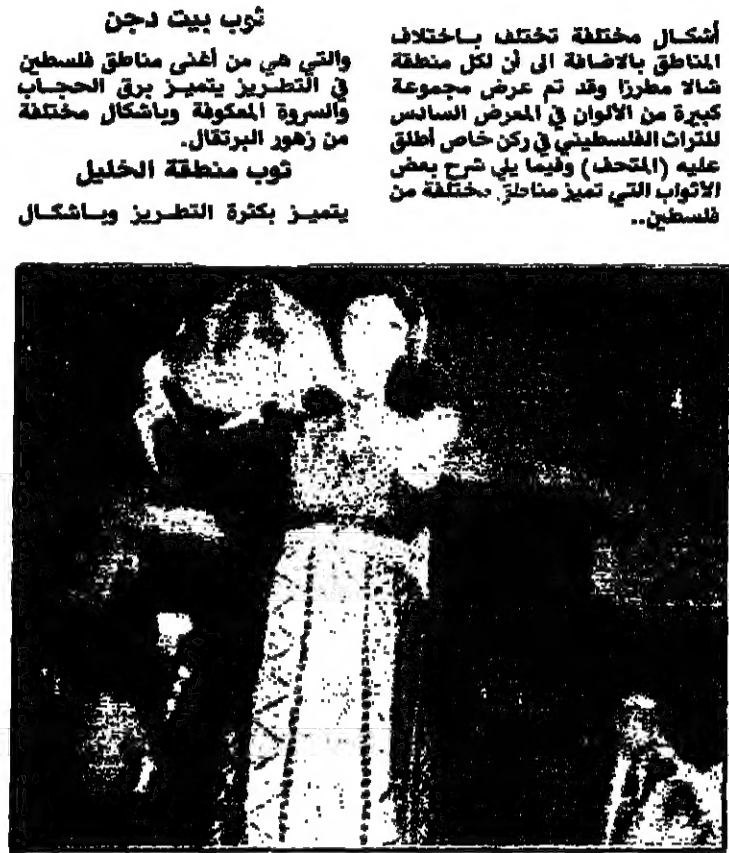 أشكال مختلفة تختلف باختلاف
المناطق بالاضافة الى أن لكل منطقة
شالا مطرزا وقد تم عرض مجموعة
كبيرة من الألوان في المعرض السادس
للتراث الفلسطيني في ركن خاص أطلق
عليه (المتحف) وفيما يلي شرح بعض
الاثواب التي تميز مناطق مختلفة من
فلسطين..
ثوب بيت دجن
والتي هي من أغنى مناطق فلسطين
في التطريز يتميز برق الحجاب
والسروة المعكوفة وباشكال مختلفة
من زهور البرتقال.
ثوب منطقة الخليل
يتميز بكثرة التطريز وباشكال